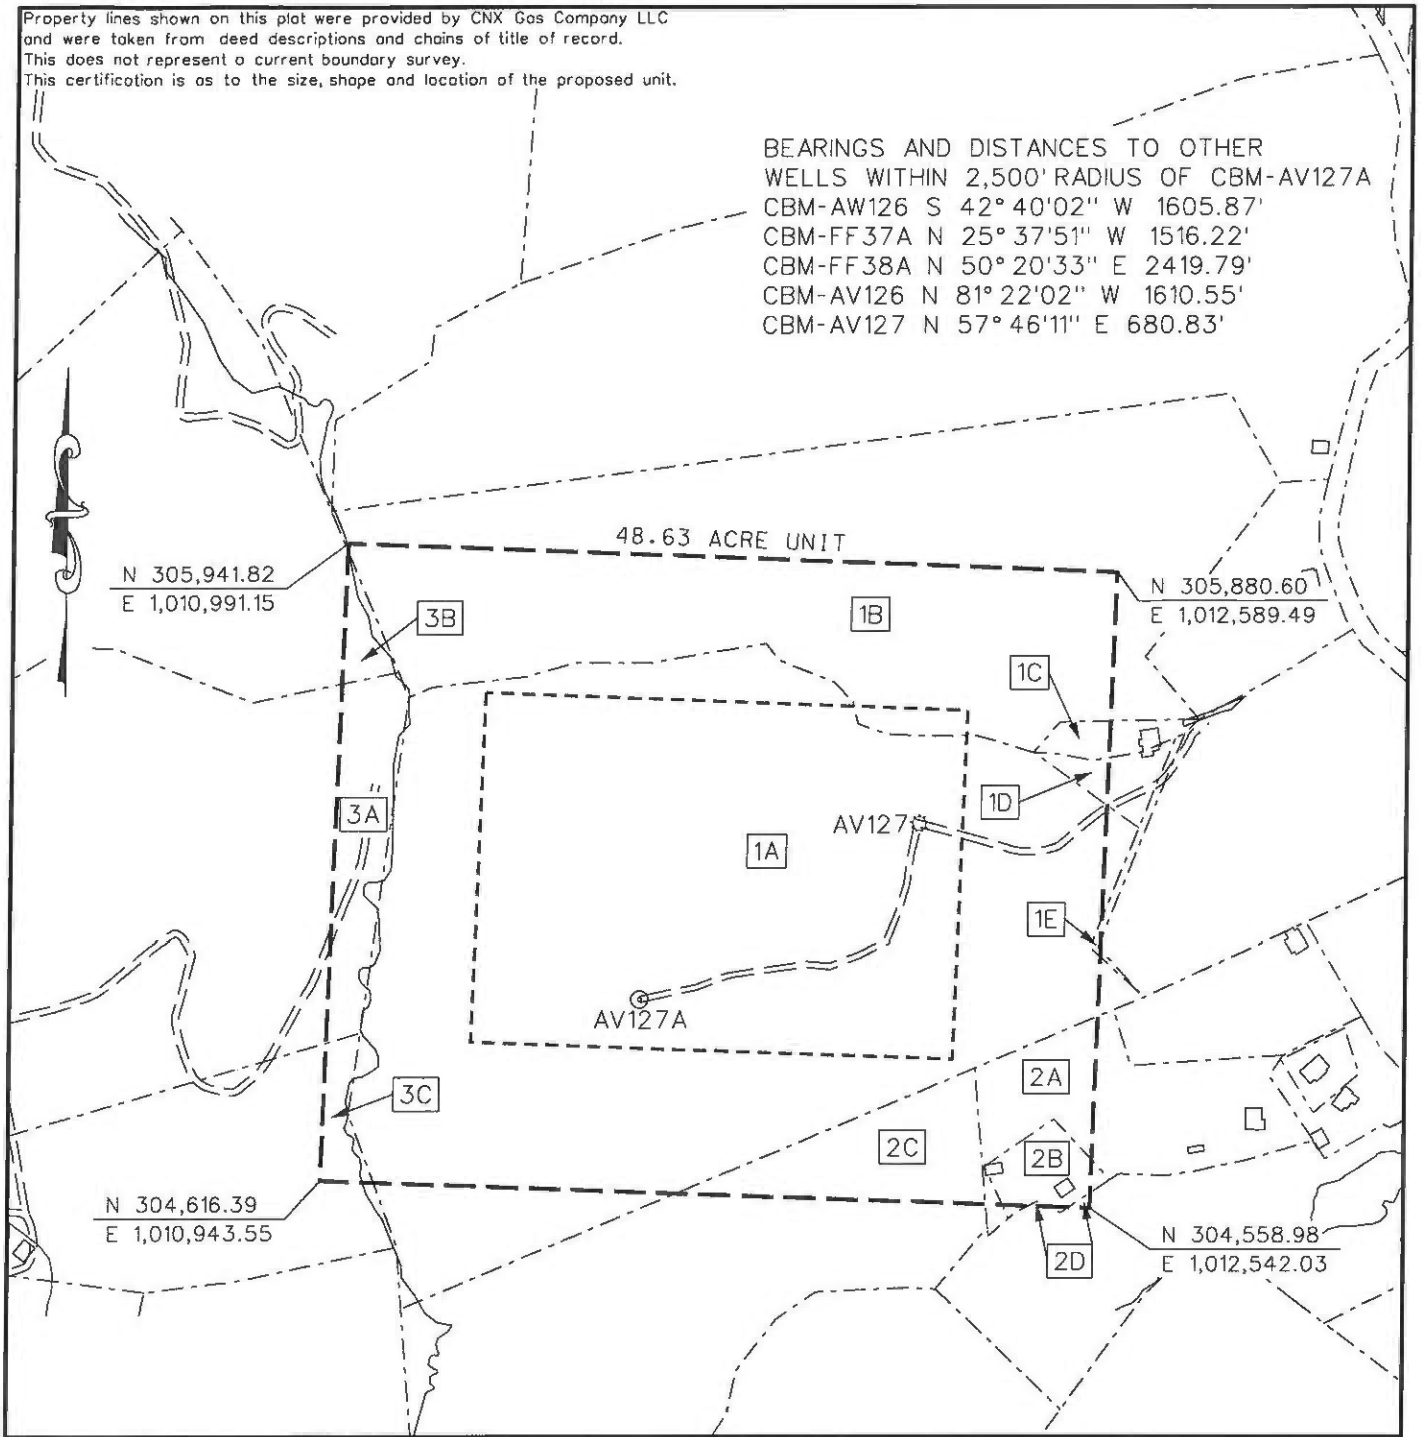 Property lines shown on this plat were provided by CNX Gas Company LLC
and were taken from deed descriptions and chains of title of record.
This does not represent a current boundary survey.
This certification is as to the size, shape and location of the proposed unit.
BEARINGS AND DISTANCES TO OTHER
WELLS WITHIN 2,500' RADIUS OF CBM-AV127A
CBM-AW126 S 42° 40'02" W 1605.87'
CBM-FF37A N 25° 37'51" W 1516.22'
CBM-FF38A N 50° 20'33" E 2419.79'
CBM-AV126 N 81° 22'02" W 1610.55'
CBM-AV127 N 57° 46'11" E 680.83'
48.63 ACRE UNIT
N 305,941.82
E 1,010,991.15
N 305,880.60
E 1,012,589.49
3B
1B
1C
3A
1D
AV127
1A
1E
AV127A
2A
3C
2C
2B
N 304,616.39
E 1,010,943.55
N 304,558.98
E 1,012,542.03
2D